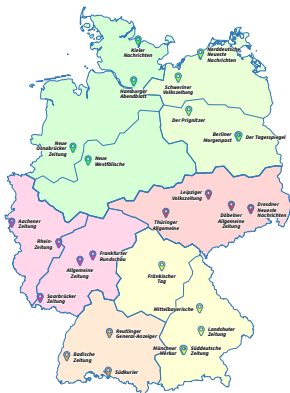 Kieler
Nachrichten
Norddeutsche
Neueste
Nachrichten
Schweriner
Volkszeitung
Hamburger
Abendblatt
Der Prignitzer
Berliner
Morgenpost
Der Tagesspiegel
Neue
Osnabrücker
Zeitung
Neue
Westfälische
Leipziger
Volkszeitung
Dresdner
Neueste
Nachrichten
Döbelner
Allgemeine
Zeitung
Thüringer
Allgemeine
Aachener
Zeitung
Rhein-
Zeitung
Frankfurter
Rundschau
Allgemeine
Zeitung
Fränkischer
Tag
Saarbrücker
Zeitung
Mittelbayerische
Reutlinger
General-Anzeiger
Landshuter
Zeitung
Münchner
Merkur
Süddeutsche
Zeitung
Badische
Zeitung
Südkurier